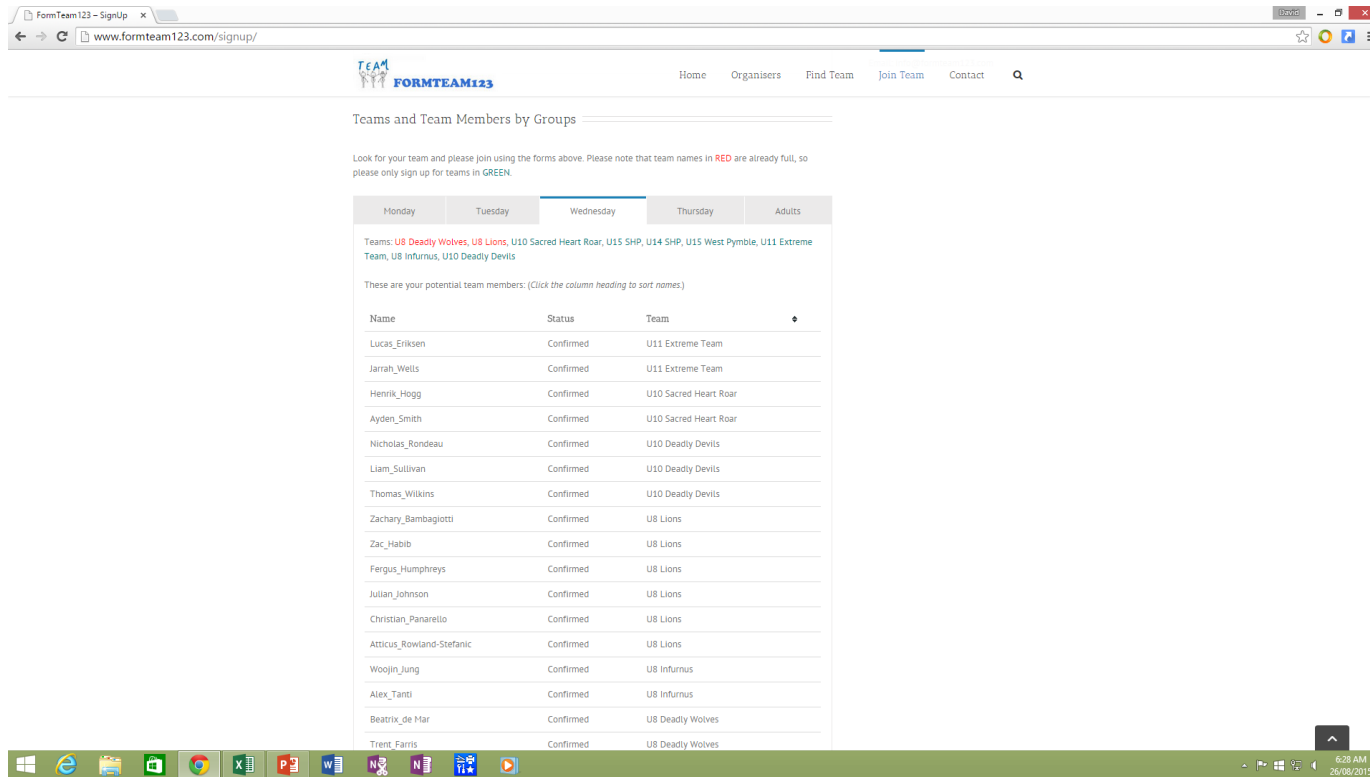 FormTeam123 – SignUp
David
www.formteam123.com/signup/
TEAM
FORMTEAM123
Home Organisers Find Team Join Team Contact
Teams and Team Members by Groups
Look for your team and please join using the forms above. Please note that team names in RED are already full, so
please only sign up for teams in GREEN.
Monday Tuesday Wednesday Thursday Adults
Teams: U8 Deadly Wolves, U8 Lions, U10 Sacred Heart Roar, U15 SHP, U14 SHP, U15 West Pymble, U11 Extreme
Team, U8 Infurnus, U10 Deadly Devils
These are your potential team members: (Click the column heading to sort names.)
Name Status Team
Lucas_Eriksen Confirmed U11 Extreme Team
Jarrah_Wells Confirmed U11 Extreme Team
Henrik_Hogg Confirmed U10 Sacred Heart Roar
Ayden_Smith Confirmed U10 Sacred Heart Roar
Nicholas_Rondeau Confirmed U10 Deadly Devils
Liam_Sullivan Confirmed U10 Deadly Devils
Thomas_Wilkins Confirmed U10 Deadly Devils
Zachary_Bambagiotti Confirmed U8 Lions
Zac_Habib Confirmed U8 Lions
Fergus_Humphreys Confirmed U8 Lions
Julian_Johnson Confirmed U8 Lions
Christian_Panarello Confirmed U8 Lions
Atticus_Rowland-Stefanic Confirmed U8 Lions
Woojin_Jung Confirmed U8 Infurnus
Alex_Tanti Confirmed U8 Infurnus
Beatrix_de Mar Confirmed U8 Deadly Wolves
Trent_Farris Confirmed U8 Deadly Wolves
6:28 AM
26/08/2015